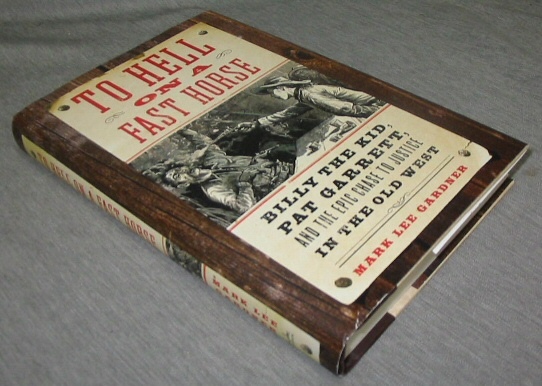 TO HELL
ON A
FAST HORSE
BILLY THE KID,
PAT GARRETT,
AND THE EPIC CHASE TO JUSTICE
IN THE OLD WEST
MARK LEE GARDNER
TO HELL ON A FAST HORSE
MARK LEE